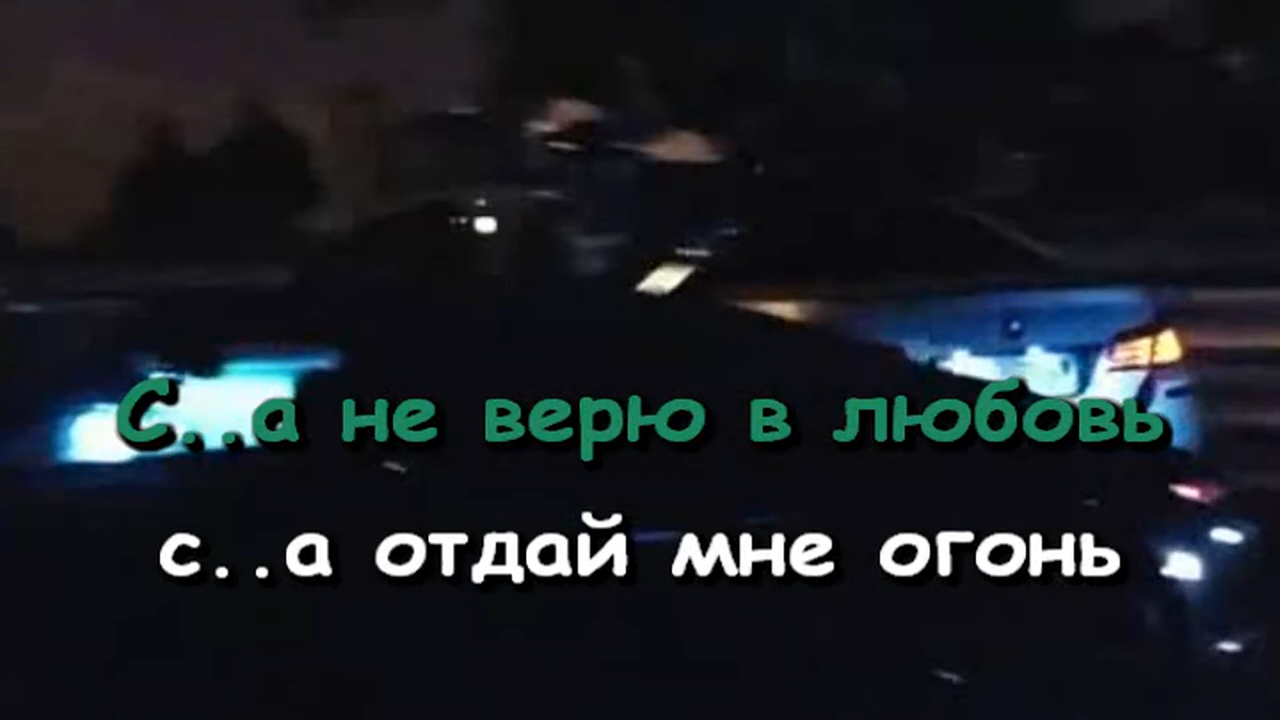 С..а не верю в любовь
с..а отдай мне огонь